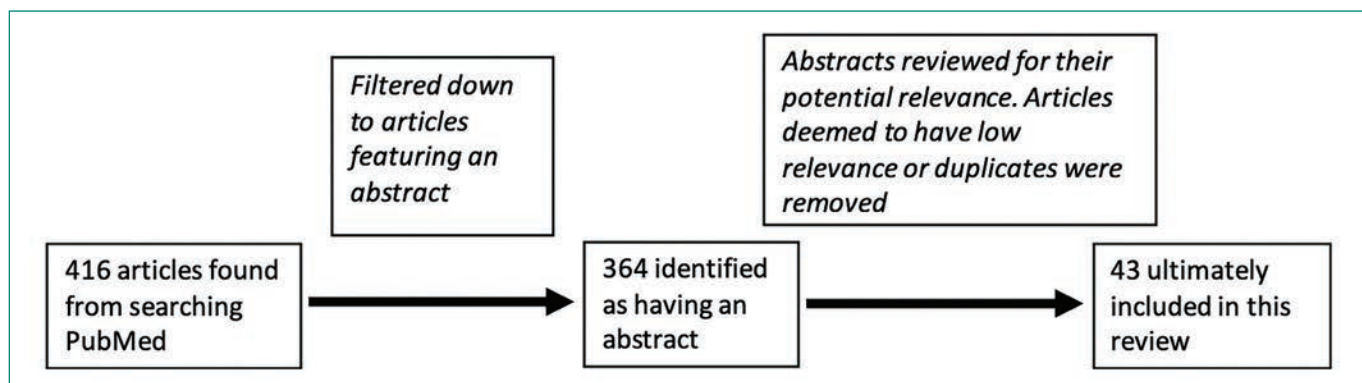 Filtered down
to articles
featuring an
abstract
Abstracts reviewed for their
potential relevance. Articles
deemed to have low
relevance or duplicates were
removed
416 articles found
from searching
PubMed
364 identified
as having an
abstract
43 ultimately
included in this
review